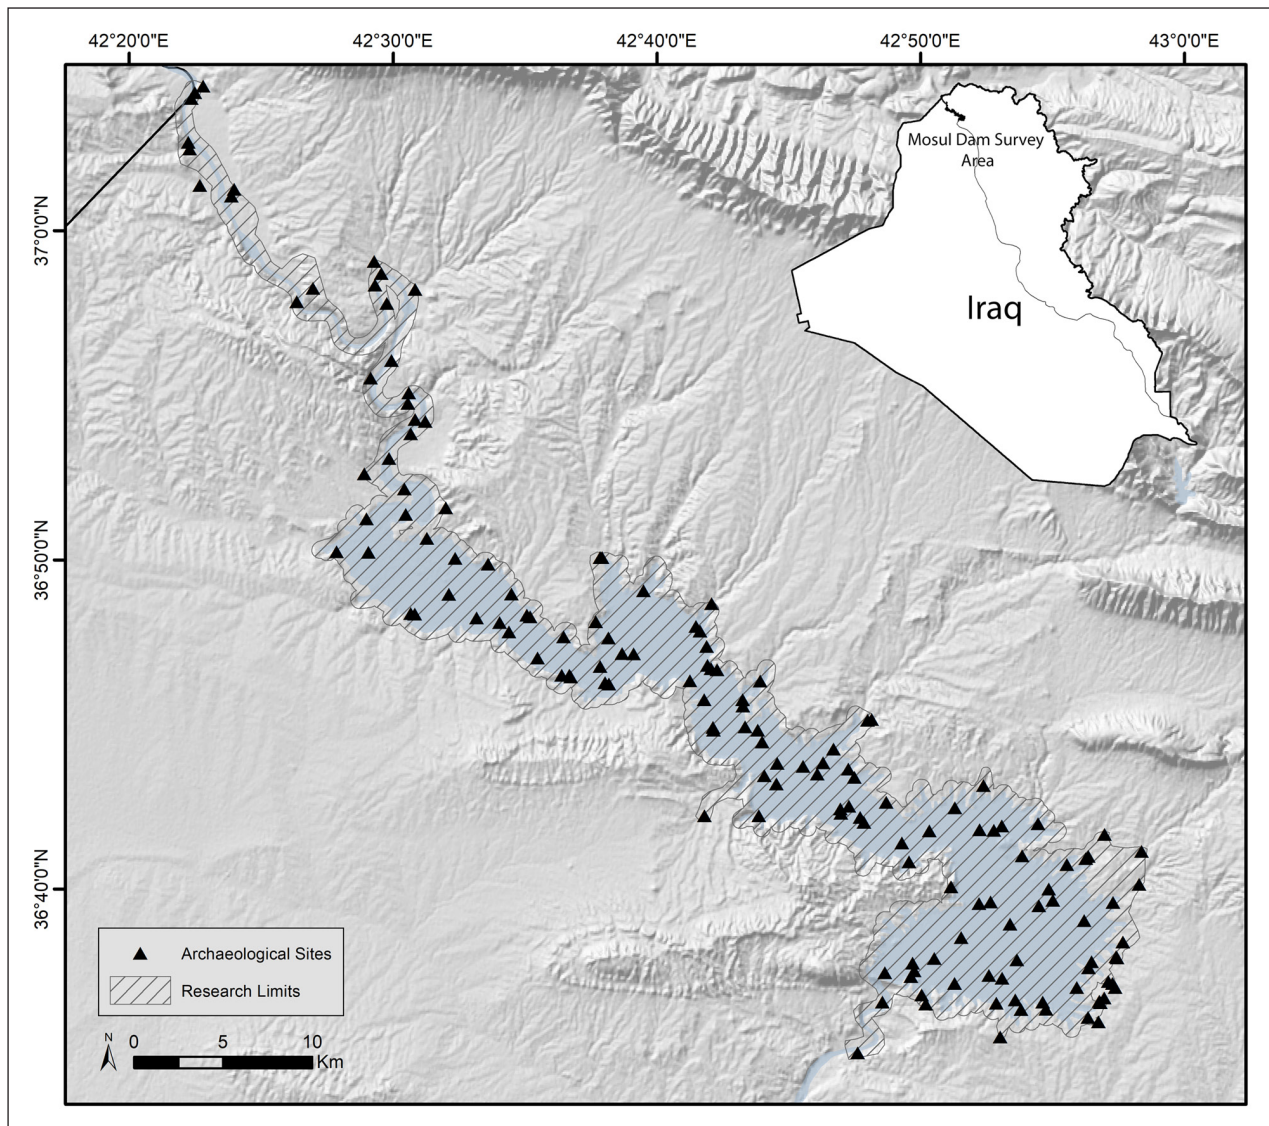 42°20'0"E 42°30'0"E 42°40'0"E 42°50'0"E 43°0'0"E
37°0'0"N
36°50'0"N
36°40'0"N
Mosul Dam Survey
Area
Iraq
Archaeological Sites
Research Limits
N
0 5 10
Km